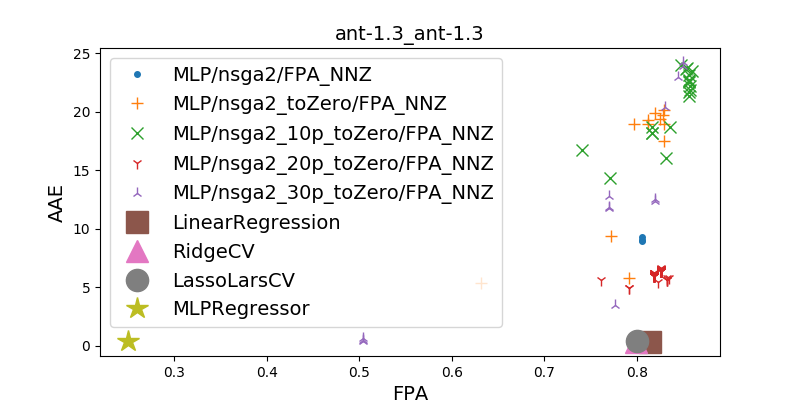 ant-1.3_ant-1.3
25
20
15
10
5
0
AAE
MLP/nsga2/FPA_NNZ
MLP/nsga2_toZero/FPA_NNZ
MLP/nsga2_10p_toZero/FPA_NNZ
MLP/nsga2_20p_toZero/FPA_NNZ
MLP/nsga2_30p_toZero/FPA_NNZ
LinearRegression
RidgeCV
LassoLarsCV
MLPRegressor
0.3 0.4 0.5 0.6 0.7 0.8
FPA